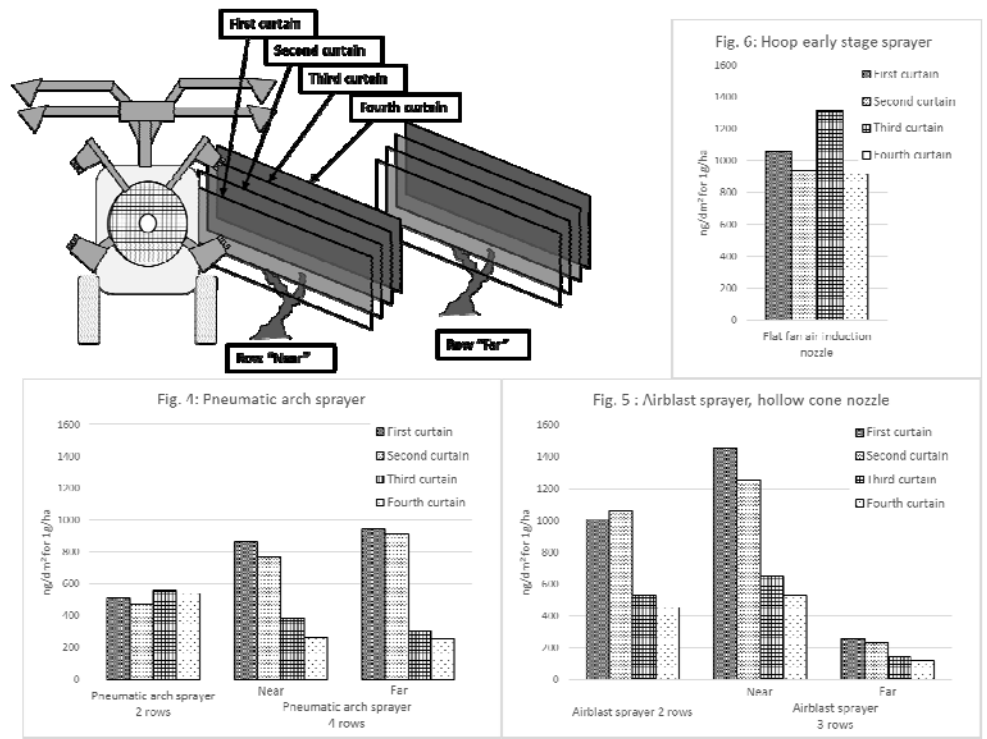 First curtain
Second curtain
Third curtain
Fourth curtain
Row "Near"
Row "Far"
Fig. 6: Hoop early stage sprayer
1600
1400
1200
1000
800
600
400
200
0
ng/dm² for 1g/ha
First curtain
Second curtain
Third curtain
Fourth curtain
Flat fan air induction
nozzle
Fig. 4: Pneumatic arch sprayer
1600
1400
1200
1000
800
600
400
200
0
ng/dm² for 1g/ha
First curtain
Second curtain
Third curtain
Fourth curtain
Pneumatic arch sprayer
2 rows
Near
Far
Pneumatic arch sprayer
4 rows
Fig. 5 : Airblast sprayer, hollow cone nozzle
1600
1400
1200
1000
800
600
400
200
0
ng/dm² for 1g/ha
First curtain
Second curtain
Third curtain
Fourth curtain
Airblast sprayer 2 rows
Near
Far
Airblast sprayer
3 rows